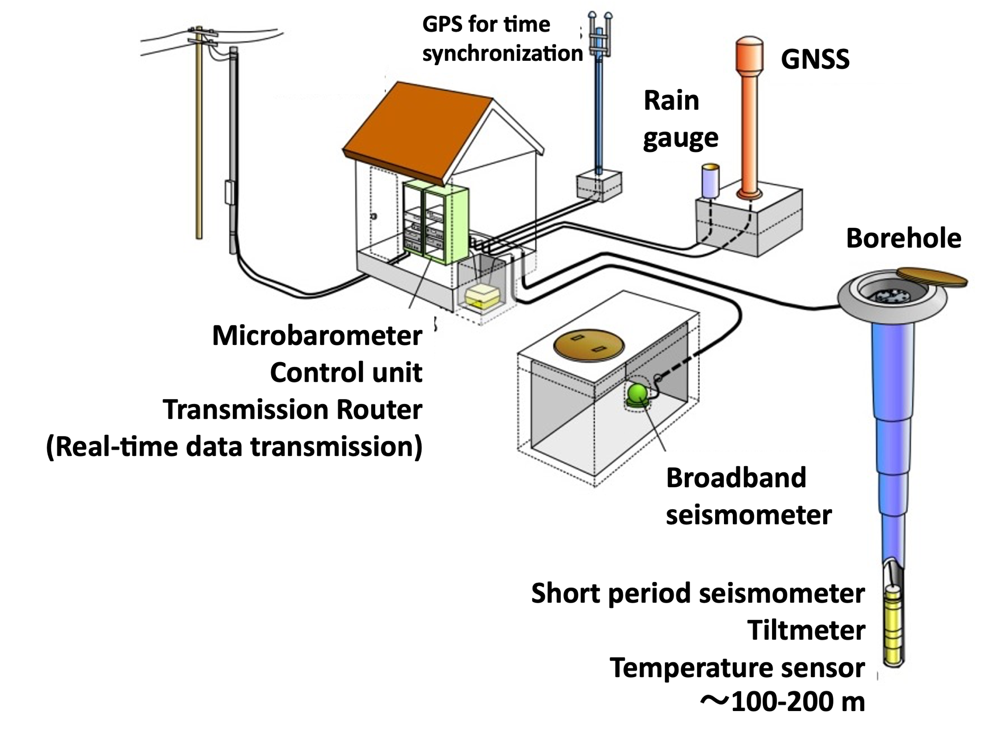 GPS for time
synchronization
GNSS
Rain
gauge
Borehole
Microbarometer
Control unit
Transmission Router
(Real-time data transmission)
Broadband
seismometer
Short period seismometer
Tiltmeter
Temperature sensor
～100-200 m